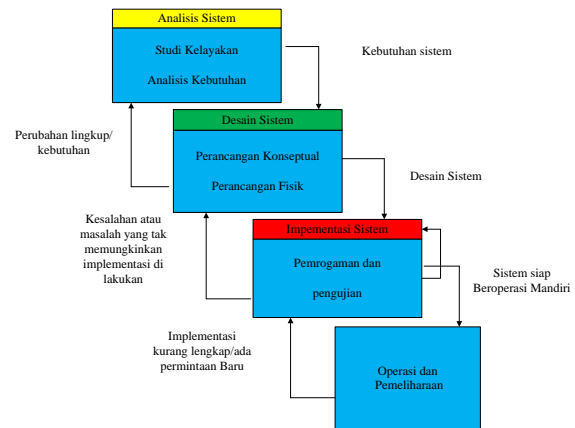 Analisis Sistem
Studi Kelayakan
Analisis Kebutuhan
Kebutuhan sistem
Perubahan lingkup/
kebutuhan
Desain Sistem
Perancangan Konseptual
Perancangan Fisik
Desain Sistem
Kesalahan atau
masalah yang tak
memungkinkan
implementasi di
lakukan
Impementasi Sistem
Pemrogaman dan
pengujian
Sistem siap
Beroperasi Mandiri
Implementasi
kurang lengkap/ada
permintaan Baru
Operasi dan
Pemeliharaan